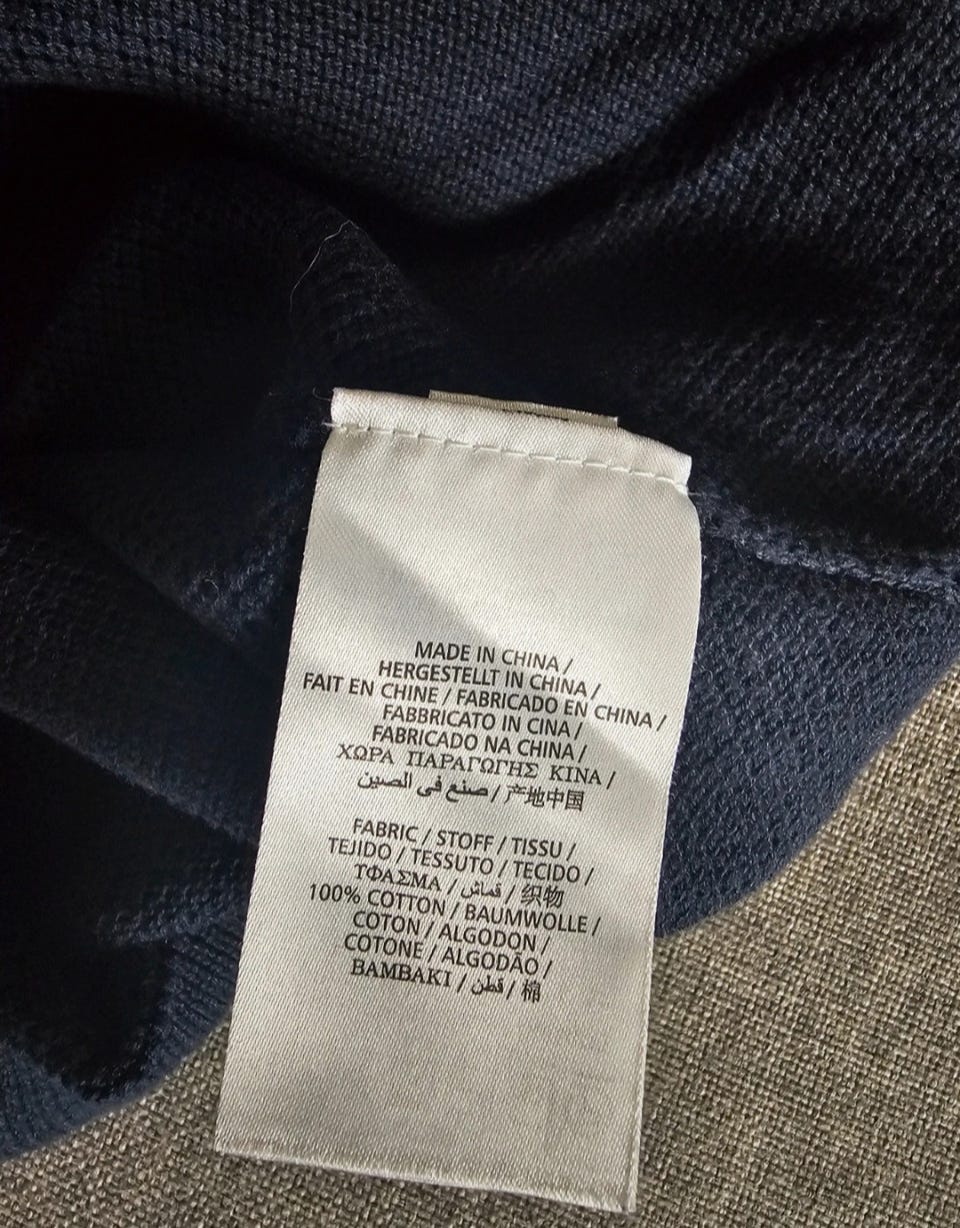 MADE IN CHINA /
HERGESTELLT IN CHINA /
FAIT EN CHINE / FABRICADO EN CHINA /
FABBRICATO IN CINA /
FABRICADO NA CHINA /
ΧΩΡΑ ΠΑΡΑΓΩΓΗΣ ΚΙΝΑ /
صنع في الصين / 产地中国
FABRIC / STOFF / TISSU /
TEJIDO / TESSUTO / TECIDO /
ΤΦΑΣΜΑ / قماش / 织物
100% COTTON / BAUMWOLLE /
COTON / ALGODON /
COTONE / ALGODÃO /
ΒΑΜΒΑΚΙ / قطن / 棉